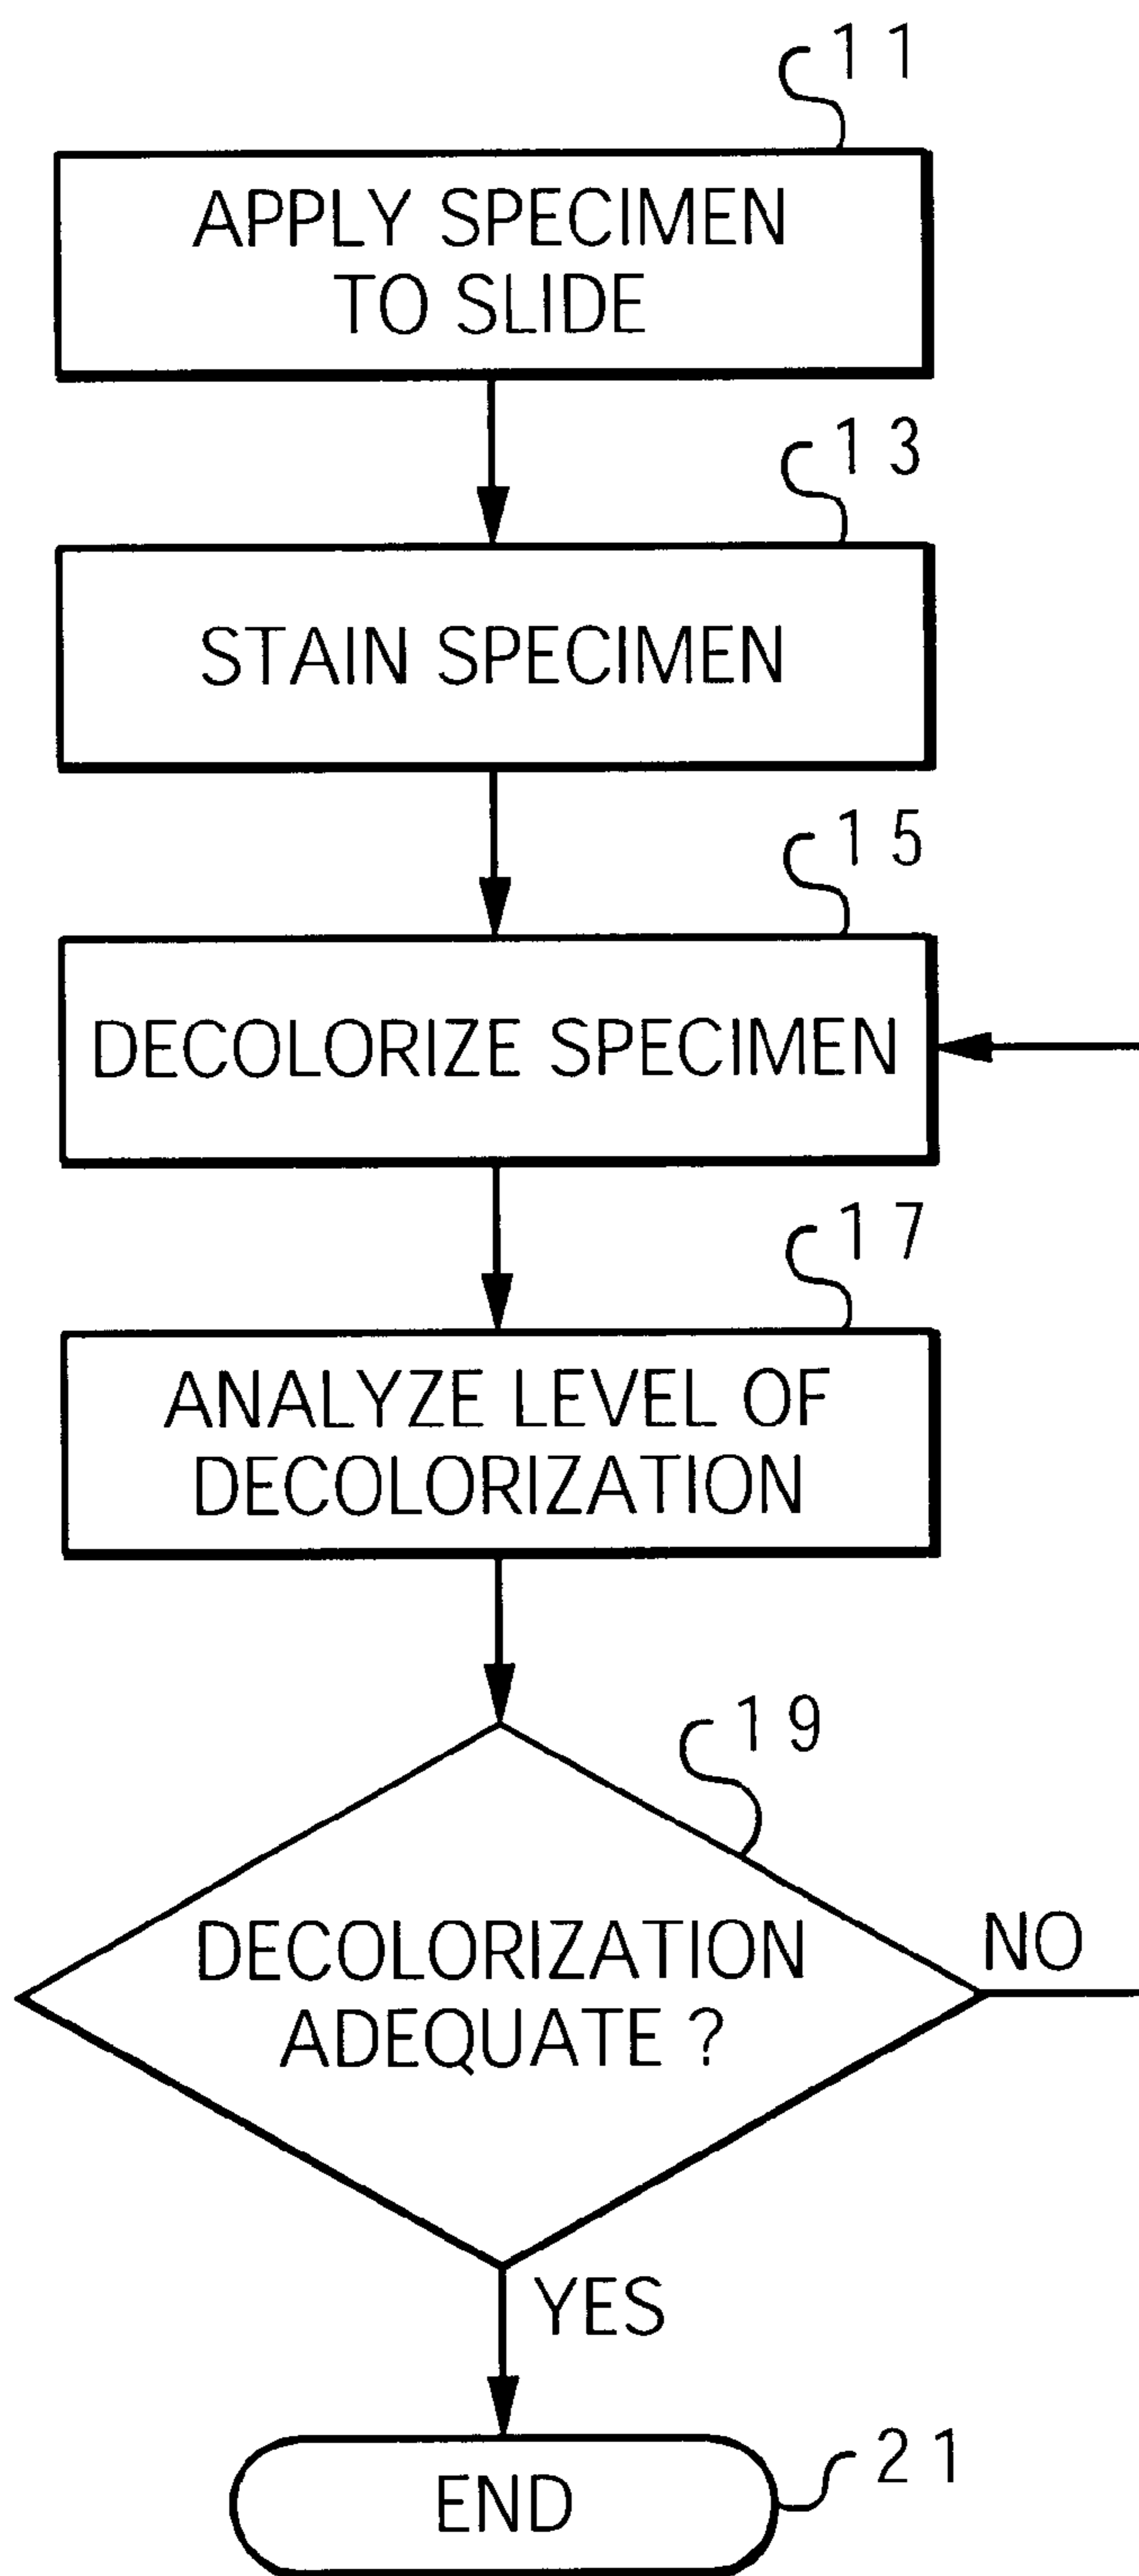 11
APPLY SPECIMEN
TO SLIDE
13
STAIN SPECIMEN
15
DECOLORIZE SPECIMEN
17
ANALYZE LEVEL OF
DECOLORIZATION
19
DECOLORIZATION
ADEQUATE ?
NO
YES
END
21